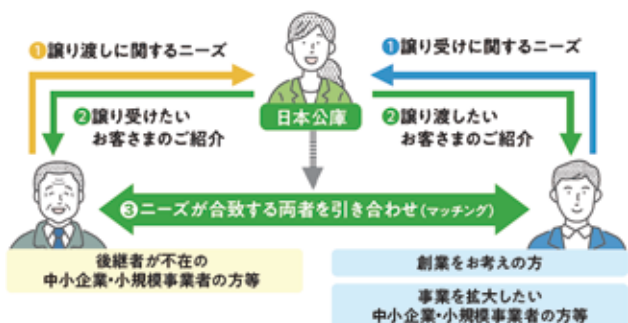 ❶譲り渡しに関するニーズ
❶譲り受けに関するニーズ
❷譲り受けたい
お客さまのご紹介
日本公庫
❷譲り渡したい
お客さまのご紹介
❸ニーズが合致する両者を引き合わせ(マッチング)
後継者が不在の
中小企業・小規模事業者の方等
創業をお考えの方
事業を拡大したい
中小企業・小規模事業者の方等